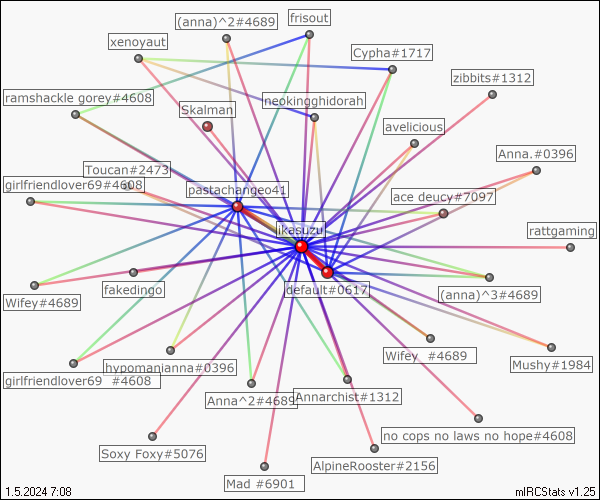 (anna)^2#4689
frisout
xenoyaut
Cypha#1717
zibbits#1312
ramshackle gorey#4608
Skalman
neokingghidorah
avelicious
Anna.#0396
Toucan#2473
girlfriendlover69 #4608
pastachangeo41
ace deucy#7097
ikasuzu
rattgaming
fakedingo
default#0617
(anna)^3#4689
Wifey#4689
Wifey_ #4689
Mushy#1984
hypomanianna#0396
girlfriendlover69 #4608
Anna^2#4689
Annarchist#1312
no cops no laws no hope#4608
Soxy Foxy#5076
AlpineRooster#2156
Mad #6901
1.5.2024 7:08
mIRCStats v1.25